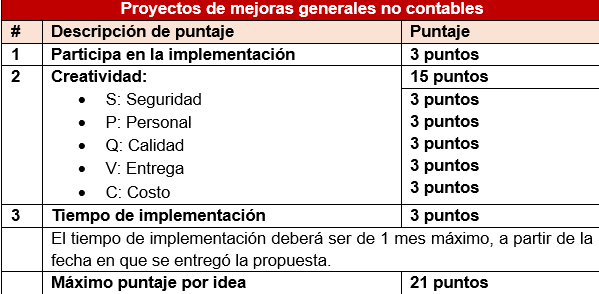 Proyectos de mejoras generales no contables
# Descripción de puntaje Puntaje
1 Participa en la implementación 3 puntos
2 Creatividad: 15 puntos
• S: Seguridad 3 puntos
• P: Personal 3 puntos
• Q: Calidad 3 puntos
• V: Entrega 3 puntos
• C: Costo 3 puntos
3 Tiempo de implementación 3 puntos
El tiempo de implementación deberá ser de 1 mes máximo, a partir de la
fecha en que se entregó la propuesta.
Máximo puntaje por idea 21 puntos